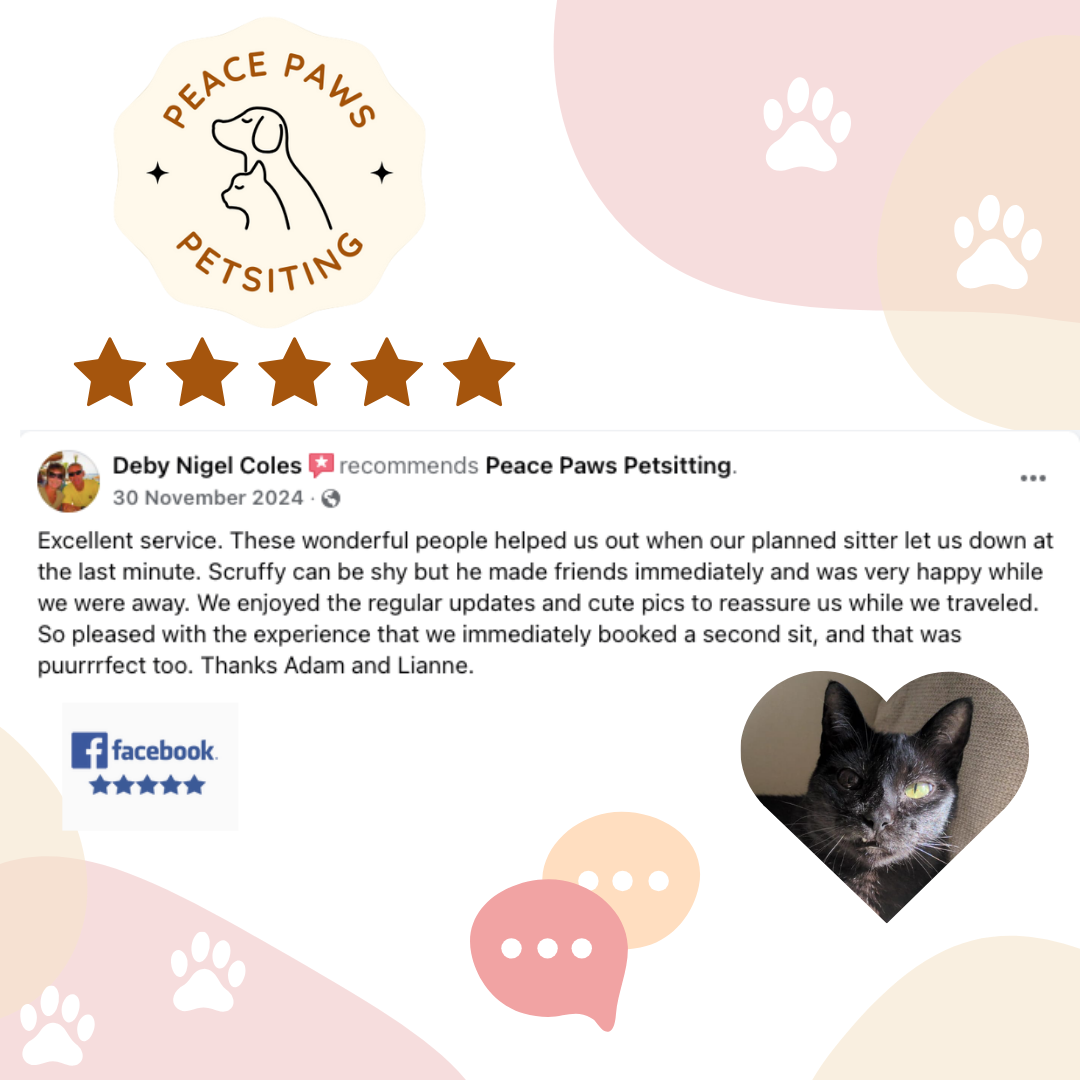 PEACE PAWS
PETSITING
Deby Nigel Coles recommends Peace Paws Petsitting.
30 November 2024 ·
Excellent service. These wonderful people helped us out when our planned sitter let us down at
the last minute. Scruffy can be shy but he made friends immediately and was very happy while
we were away. We enjoyed the regular updates and cute pics to reassure us while we traveled.
So pleased with the experience that we immediately booked a second sit, and that was
puurrrfect too. Thanks Adam and Lianne.
facebook.